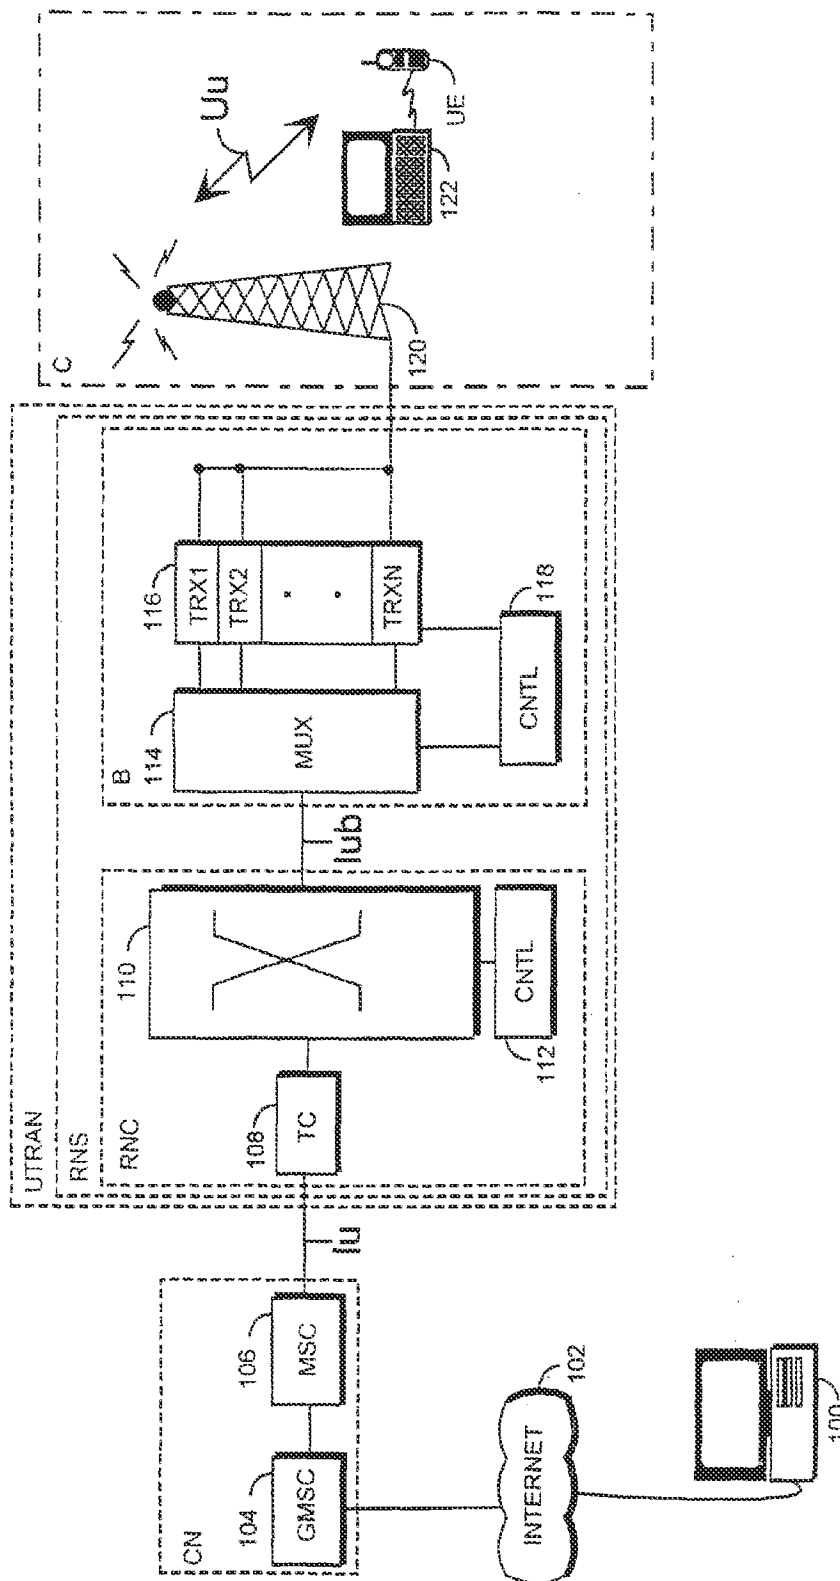 UTRAN
RNS
RNC
B
C
CN
104
GMSC
106
MSC
Iu
108
TC
110
112
CNTL
Iub
114
MUX
116
TRX1
TRX2
TRXN
118
CNTL
120
Uu
122
UE
INTERNET
102
100